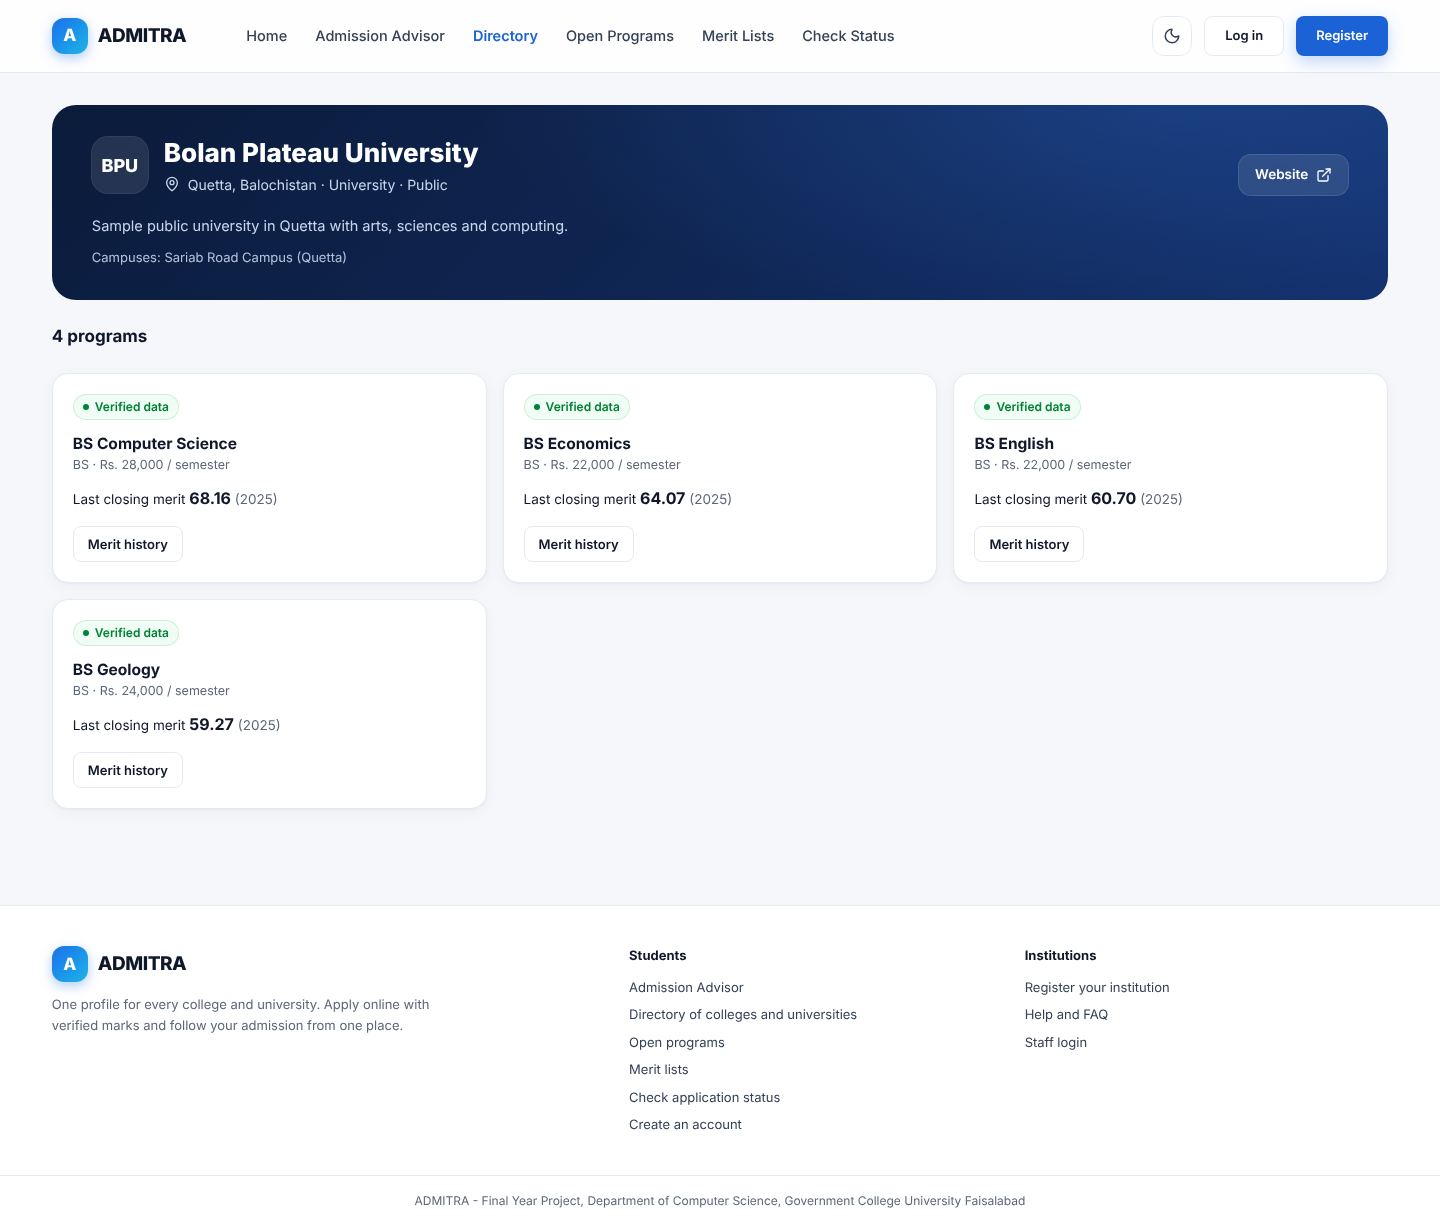 A ADMITRA
Home Admission Advisor Directory Open Programs Merit Lists Check Status
Log in Register
BPU
Bolan Plateau University
Quetta, Balochistan · University · Public
Website
Sample public university in Quetta with arts, sciences and computing.
Campuses: Sariab Road Campus (Quetta)
4 programs
Verified data
BS Computer Science
BS · Rs. 28,000 / semester
Last closing merit 68.16 (2025)
Merit history
Verified data
BS Economics
BS · Rs. 22,000 / semester
Last closing merit 64.07 (2025)
Merit history
Verified data
BS English
BS · Rs. 22,000 / semester
Last closing merit 60.70 (2025)
Merit history
Verified data
BS Geology
BS · Rs. 24,000 / semester
Last closing merit 59.27 (2025)
Merit history
A ADMITRA
One profile for every college and university. Apply online with
verified marks and follow your admission from one place.
Students
Admission Advisor
Directory of colleges and universities
Open programs
Merit lists
Check application status
Create an account
Institutions
Register your institution
Help and FAQ
Staff login
ADMITRA - Final Year Project, Department of Computer Science, Government College University Faisalabad